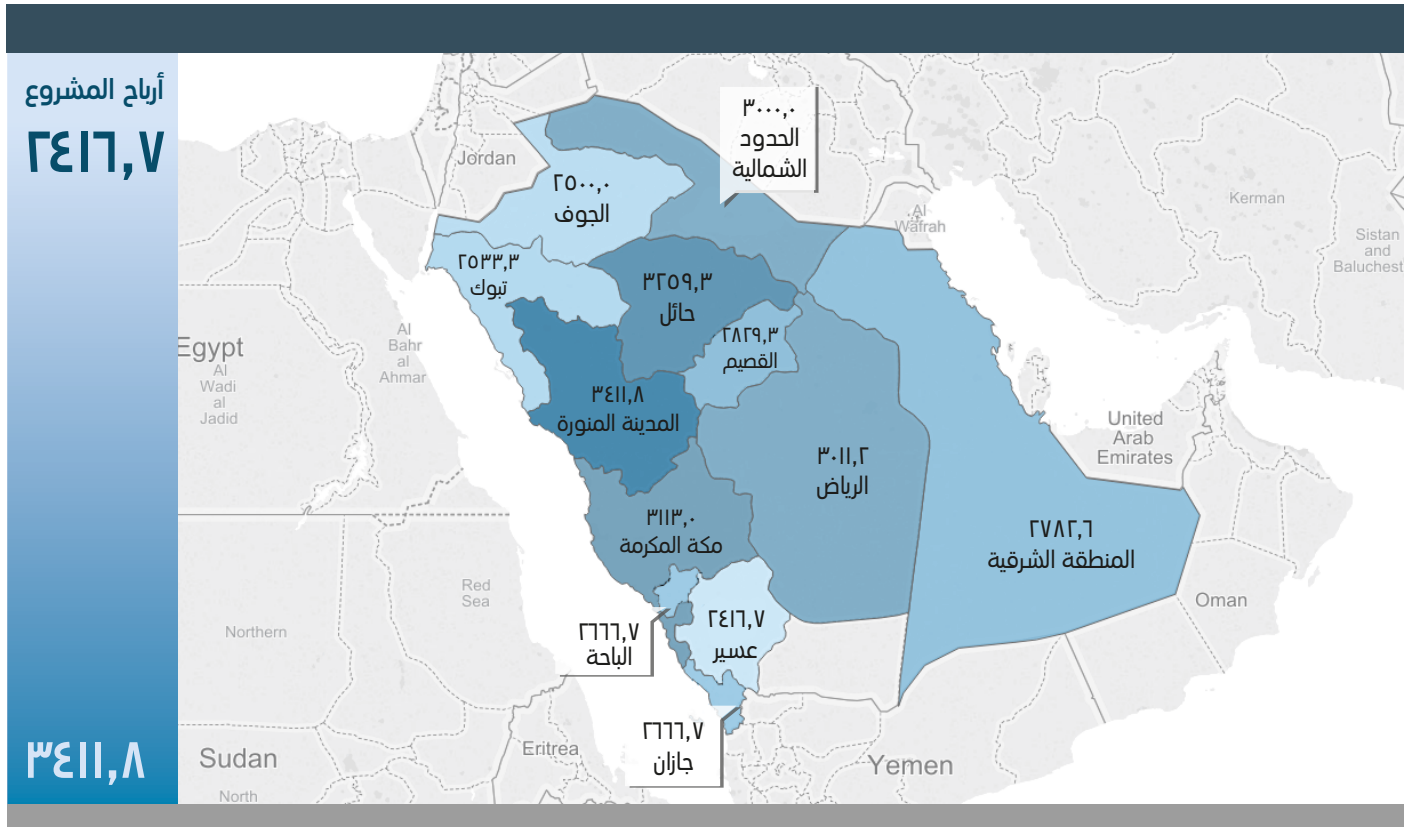 أرباح المشروع
٢٤١٦,٧
٣٤١١,٨
٣٠٠٠,٠
الحدود
الشمالية
Jordan
٢٥٠٠,٠
الجوف
Al
Wafrah
Kerman
Sistan
and
Baluchest
٢٥٣٣,٣
تبوك
٣٢٥٩,٣
حائل
٢٨٢٩,٣
القصيم
Egypt
Al
Wadi
al
Jadid
Al
Bahr
al
Ahmar
٣٤١١,٨
المدينة المنورة
United
Arab
Emirates
٣٠١١,٢
الرياض
٣١١٣,٠
مكة المكرمة
٢٧٨٢,٦
المنطقة الشرقية
Red
Sea
Oman
Northern
٢٦٦٦,٧
الباحة
٢٤١٦,٧
عسير
٢٦٦٦,٧
جازان
Sudan
Eritrea
Yemen
North